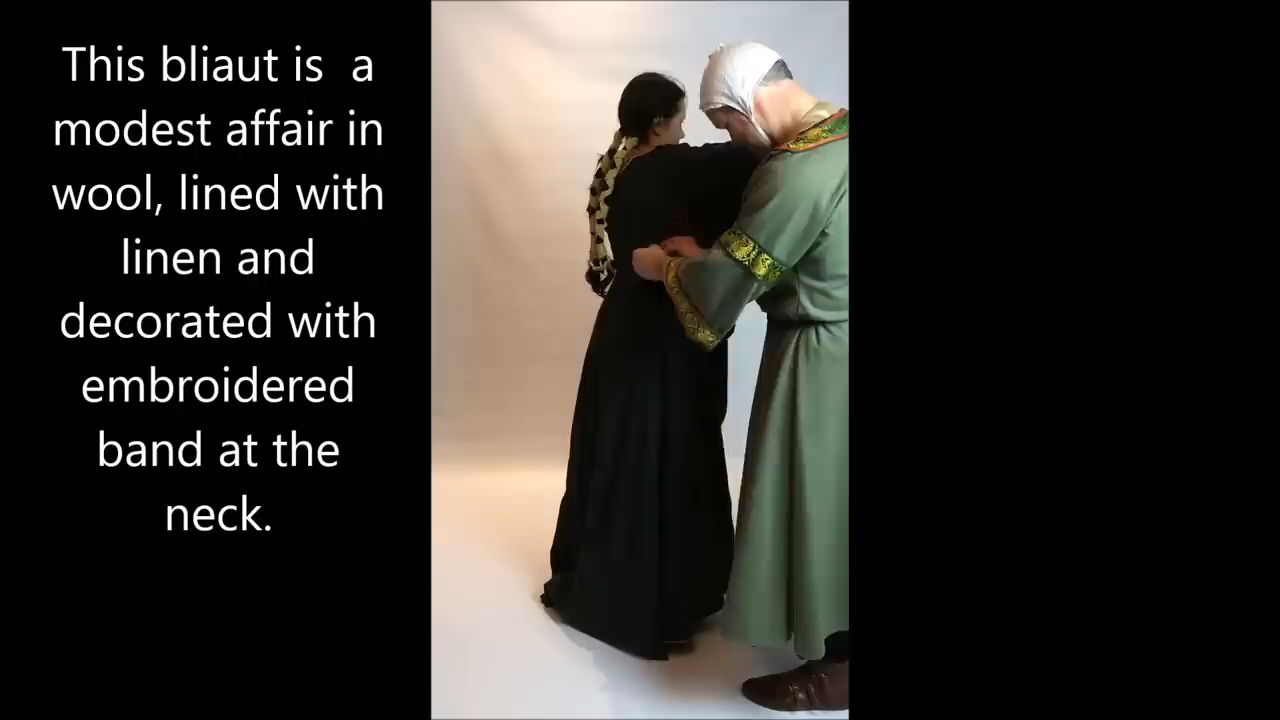 This bliaut is  a
modest affair in
wool, lined with
linen and
decorated with
embroidered
band at the
neck.